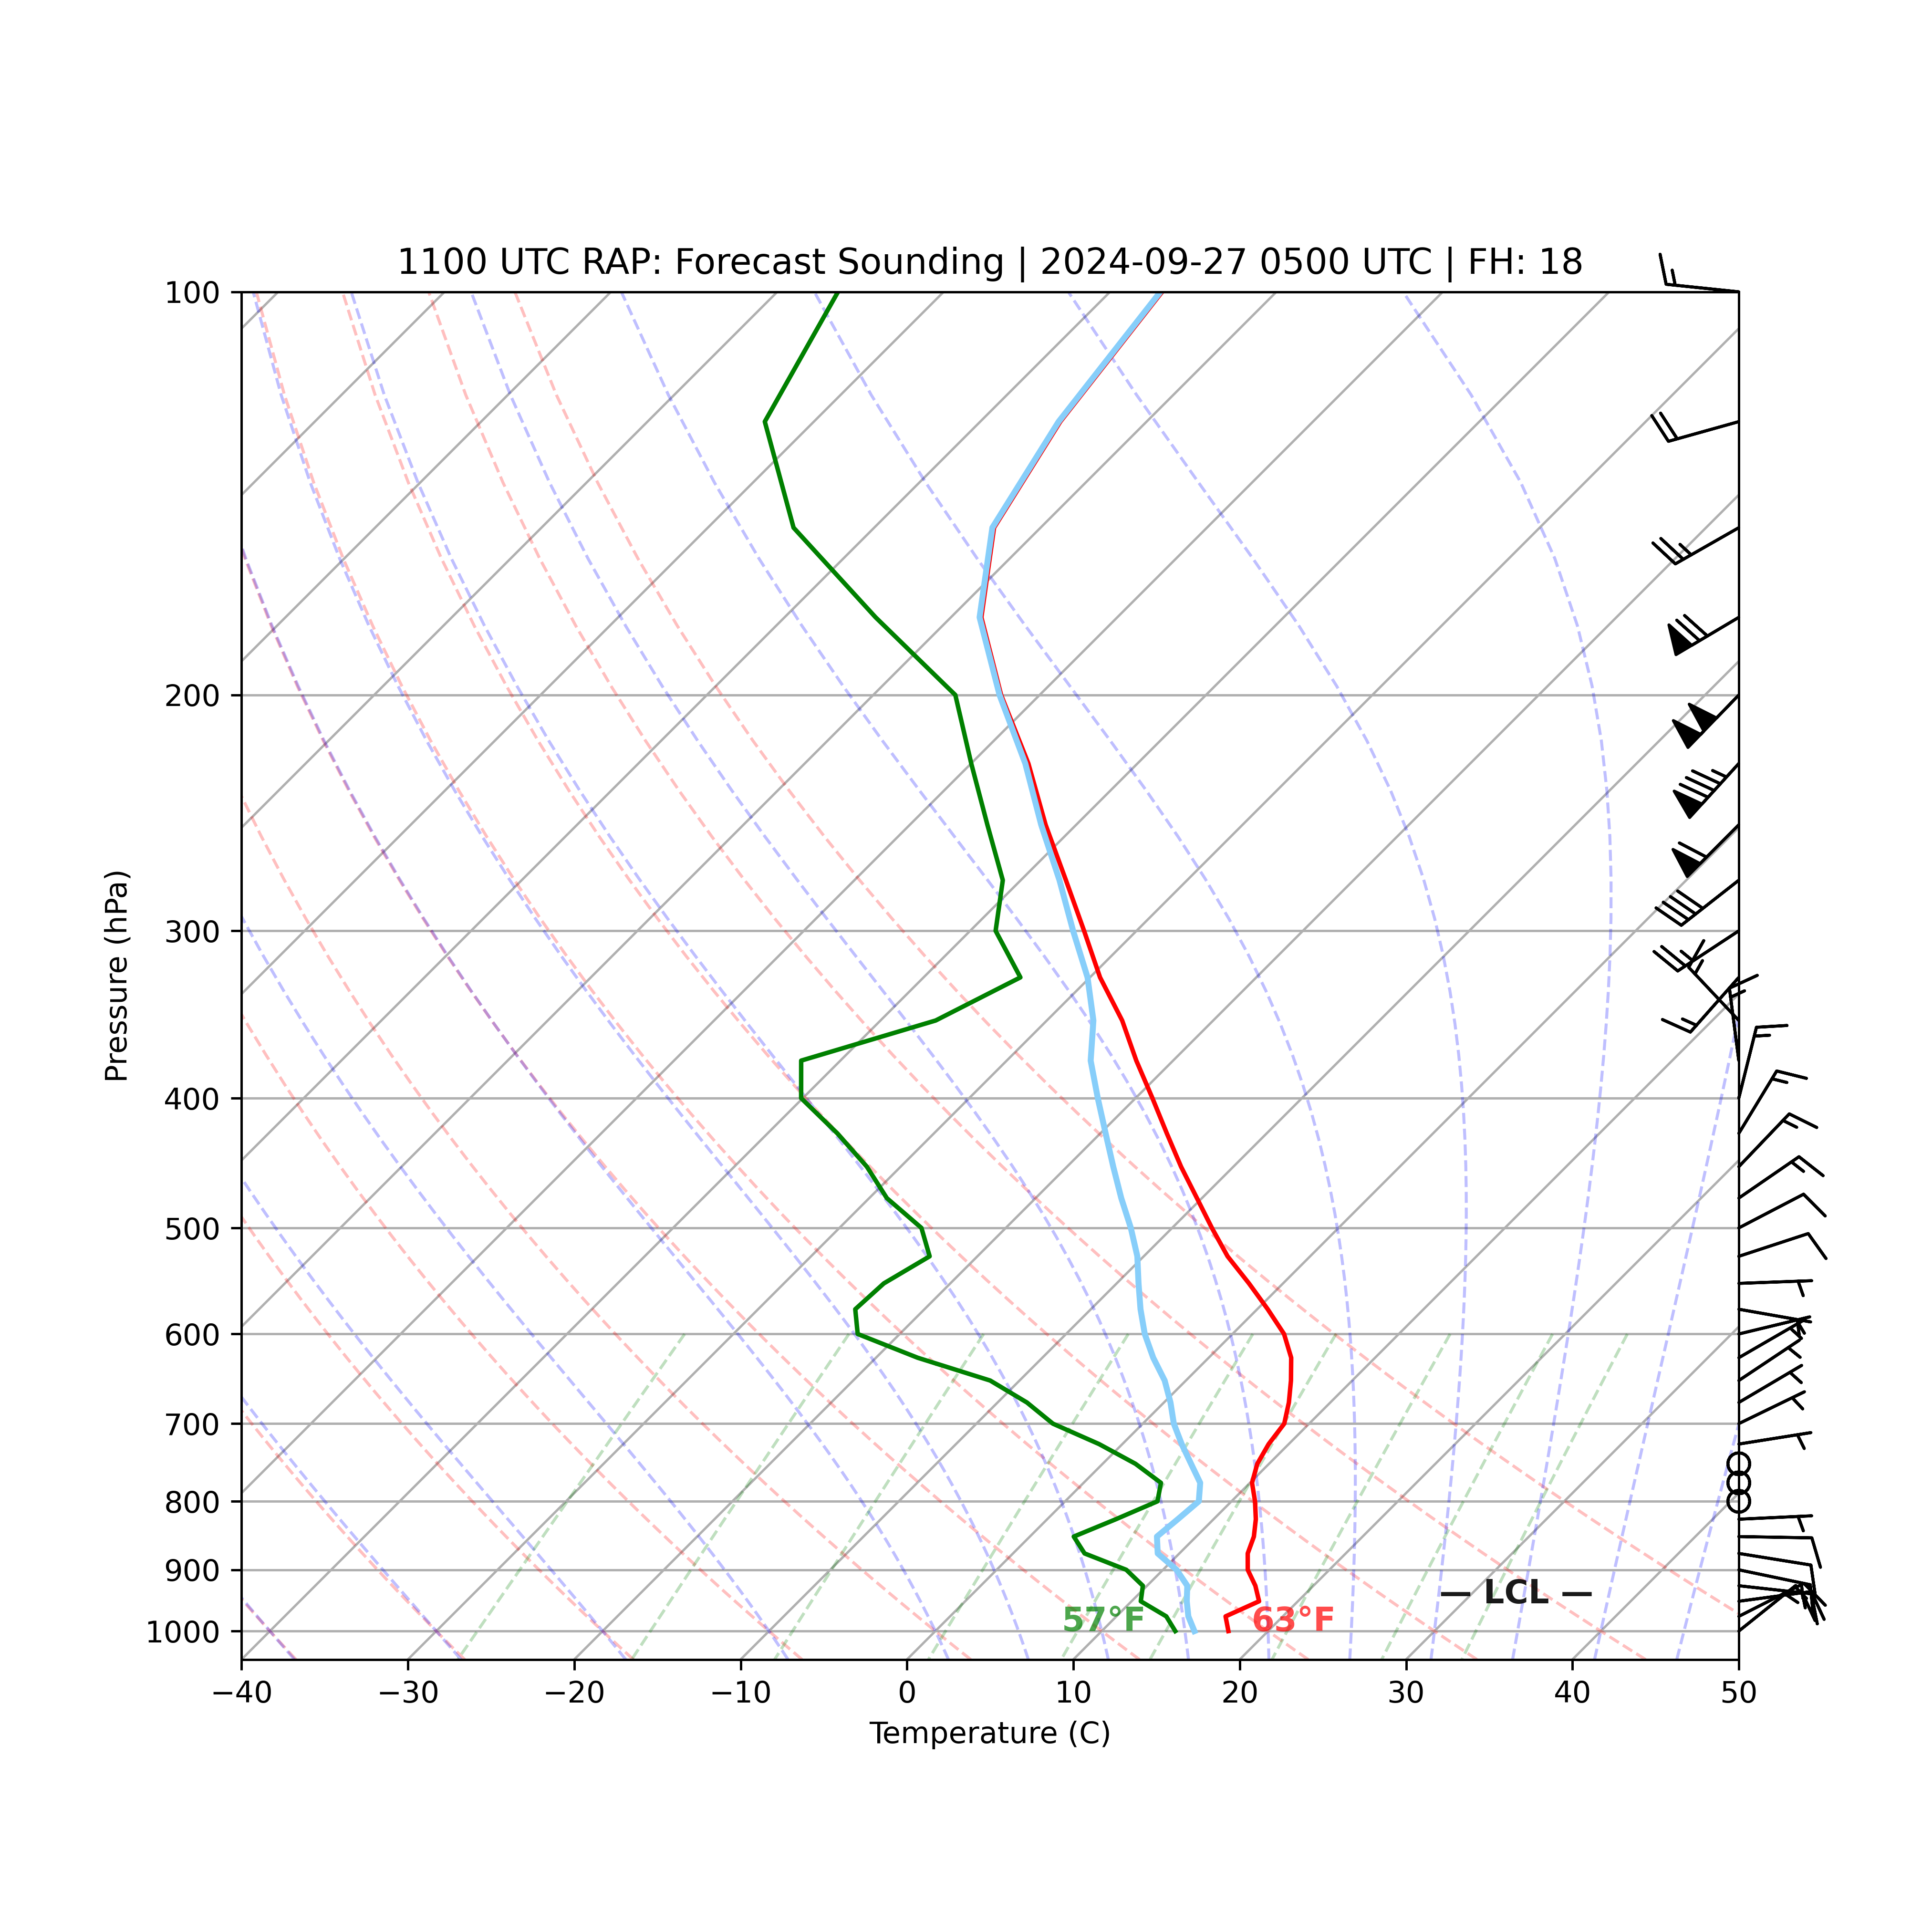 1100 UTC RAP: Forecast Sounding | 2024-09-27 0500 UTC | FH: 18
100
200
300
400
500
600
700
800
900
1000
Pressure (hPa)
— LCL —
57°F
63°F
−40 −30 −20 −10 0 10 20 30 40 50
Temperature (C)